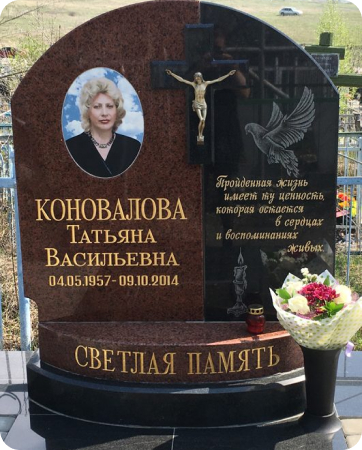 КОНОВАЛОВА
ТАТЬЯНА
ВАСИЛЬЕВНА
04.05.1957-09.10.2014
Пройденная жизнь
имеет ту ценность,
которая остается
в сердцах
и воспоминаниях
живых.
СВЕТЛАЯ ПАМЯТЬ